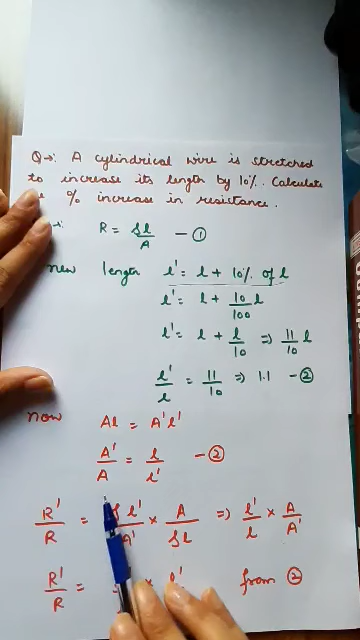 Q→: A cylindrical wire is stretched
to increase its length by 10%. Calculate
% increase in resistance.
R = ρl/A — ①
new length l' = l + 10% of l
l' = l + 10/100 l
l' = l + l/10 ⇒ 11/10 l
l'/l = 11/10 ⇒ 1.1 — ②
Now Al = A'l'
A'/A = l/l' — ②
R'/R = l'/A' × A/ρl ⇒ l'/l × A/A'
R'/R = × l' from ②